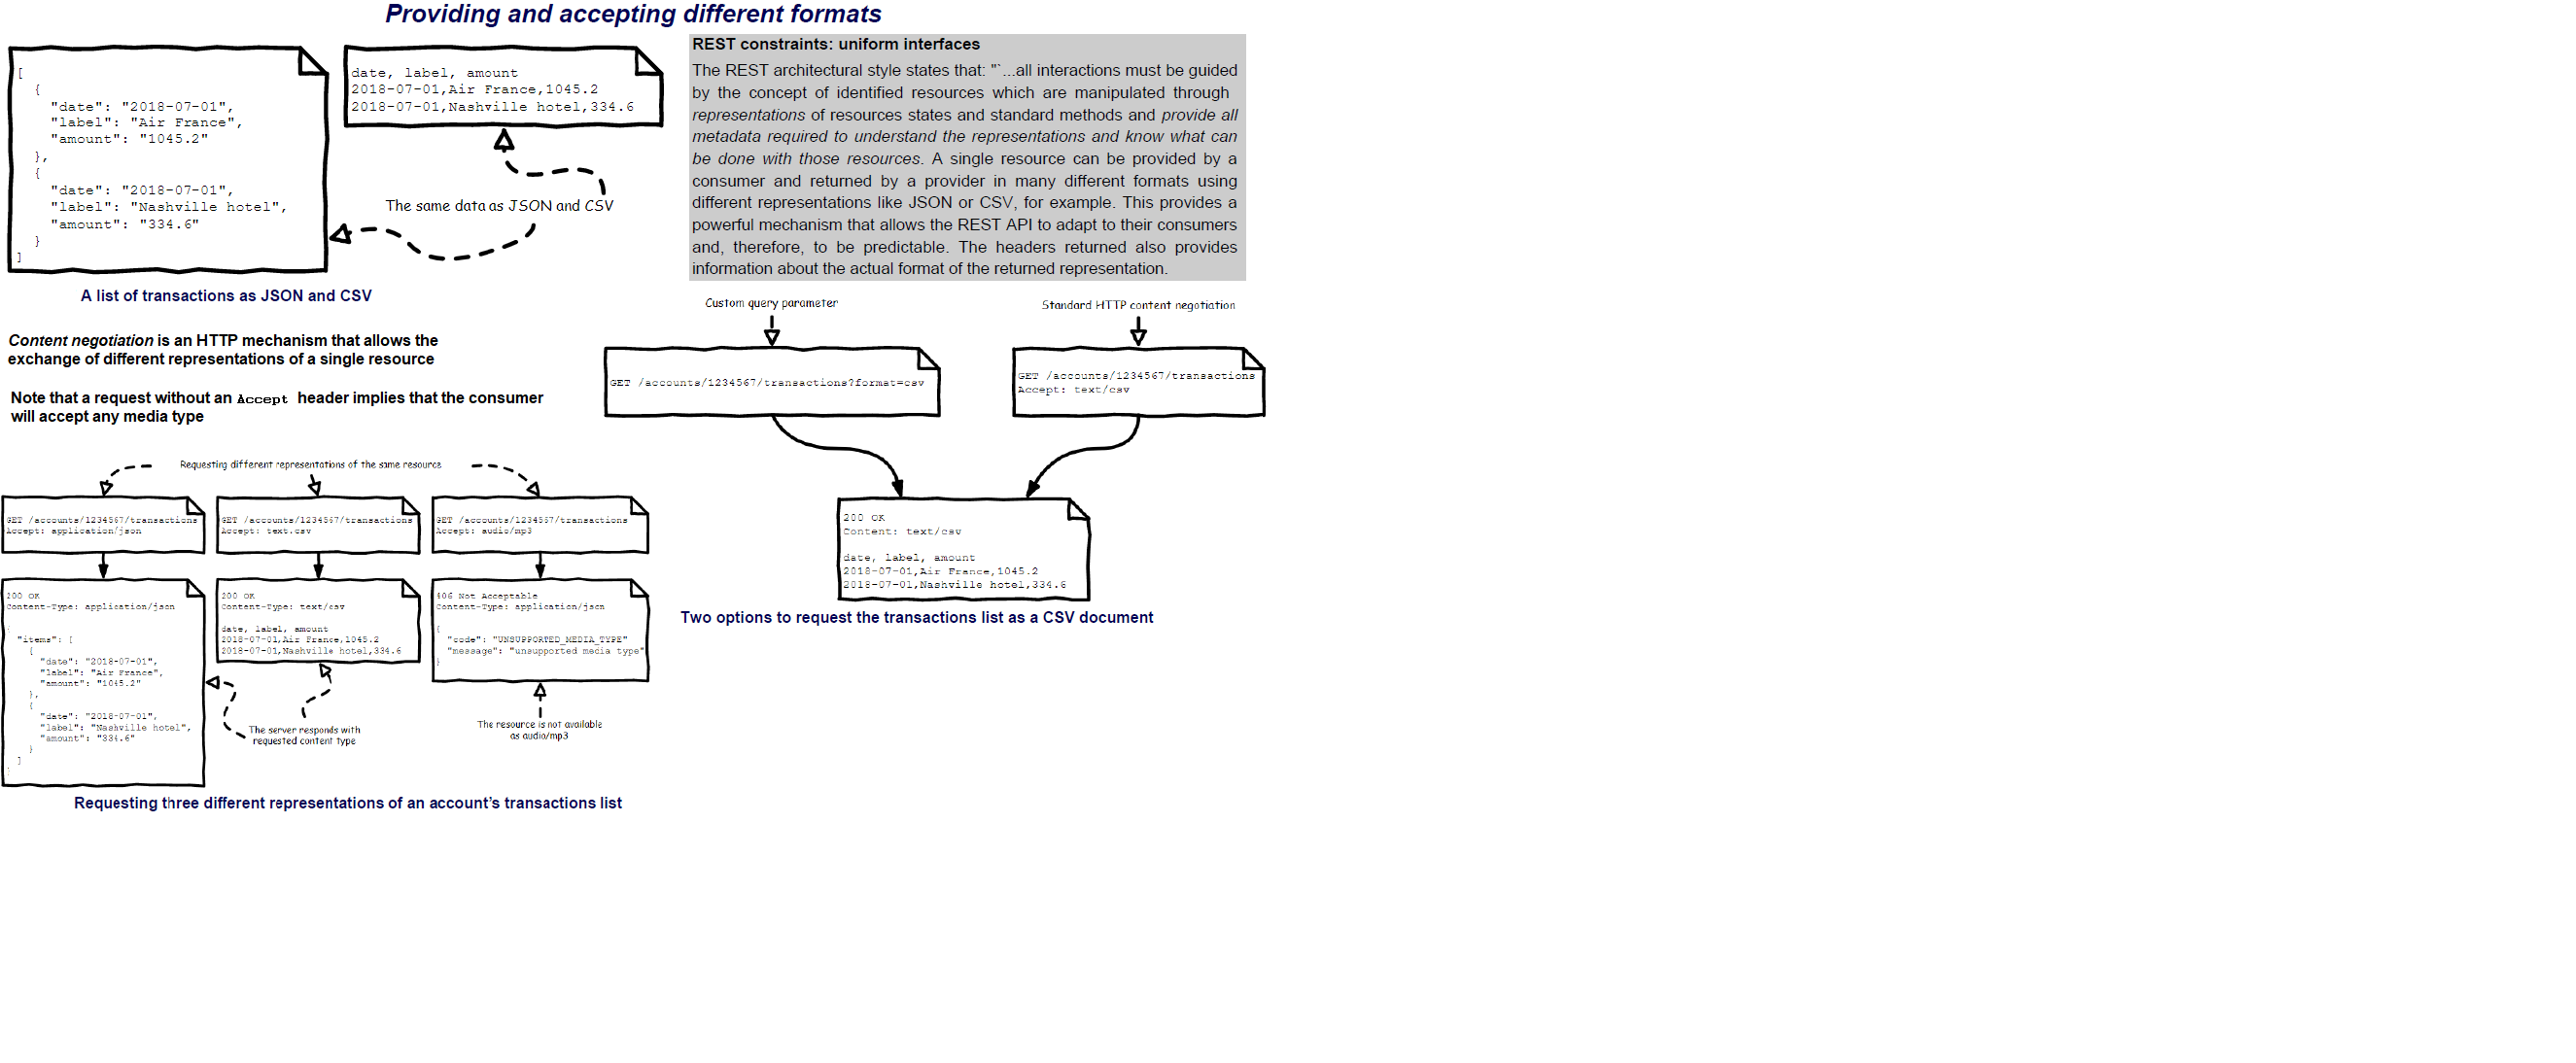 Providing and accepting different formats
[
  {
    "date": "2018-07-01",
    "label": "Air France",
    "amount": "1045.2"
  },
  {
    "date": "2018-07-01",
    "label": "Nashville hotel",
    "amount": "334.6"
  }
]
date, label, amount
2018-07-01,Air France,1045.2
2018-07-01,Nashville hotel,334.6
The same data as JSON and CSV
A list of transactions as JSON and CSV
REST constraints: uniform interfaces
The REST architectural style states that: "`...all interactions must be guided
by the concept of identified resources which are manipulated through
representations of resources states and standard methods and provide all
metadata required to understand the representations and know what can
be done with those resources. A single resource can be provided by a
consumer and returned by a provider in many different formats using
different representations like JSON or CSV, for example. This provides a
powerful mechanism that allows the REST API to adapt to their consumers
and, therefore, to be predictable. The headers returned also provides
information about the actual format of the returned representation.
Content negotiation is an HTTP mechanism that allows the
exchange of different representations of a single resource
Note that a request without an Accept header implies that the consumer
will accept any media type
Custom query parameter
GET /accounts/1234567/transactions?format=csv
Standard HTTP content negotiation
GET /accounts/1234567/transactions
Accept: text/csv
200 OK
Content: text/csv
date, label, amount
2018-07-01,Air France,1045.2
2018-07-01,Nashville hotel,334.6
Two options to request the transactions list as a CSV document
Requesting different representations of the same resource
GET /accounts/1234567/transactions
Accept: application/json
200 OK
Content-Type: application/json
{
  "items": [
    {
      "date": "2018-07-01",
      "label": "Air France",
      "amount": "1045.2"
    },
    {
      "date": "2018-07-01",
      "label": "Nashville hotel",
      "amount": "334.6"
    }
  ]
}
GET /accounts/1234567/transactions
Accept: text.csv
200 OK
Content-Type: text/csv
date, label, amount
2018-07-01,Air France,1045.2
2018-07-01,Nashville hotel,334.6
The server responds with
requested content type
GET /accounts/1234567/transactions
Accept: audio/mp3
406 Not Acceptable
Content-Type: application/json
{
  "code": "UNSUPPORTED_MEDIA_TYPE"
  "message": "unsupported media type"
}
The resource is not available
as audio/mp3
Requesting three different representations of an account's transactions list